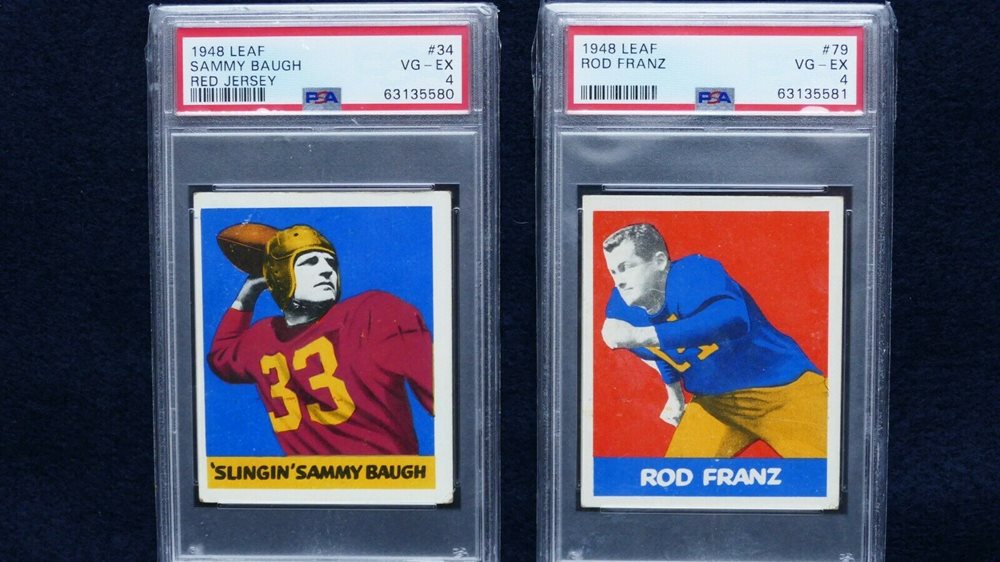 1948 LEAF #34
SAMMY BAUGH VG - EX
RED JERSEY 4
PSA 63135580
33
'SLINGIN' SAMMY BAUGH
1948 LEAF #79
ROD FRANZ VG - EX
4
PSA 63135581
ROD FRANZ